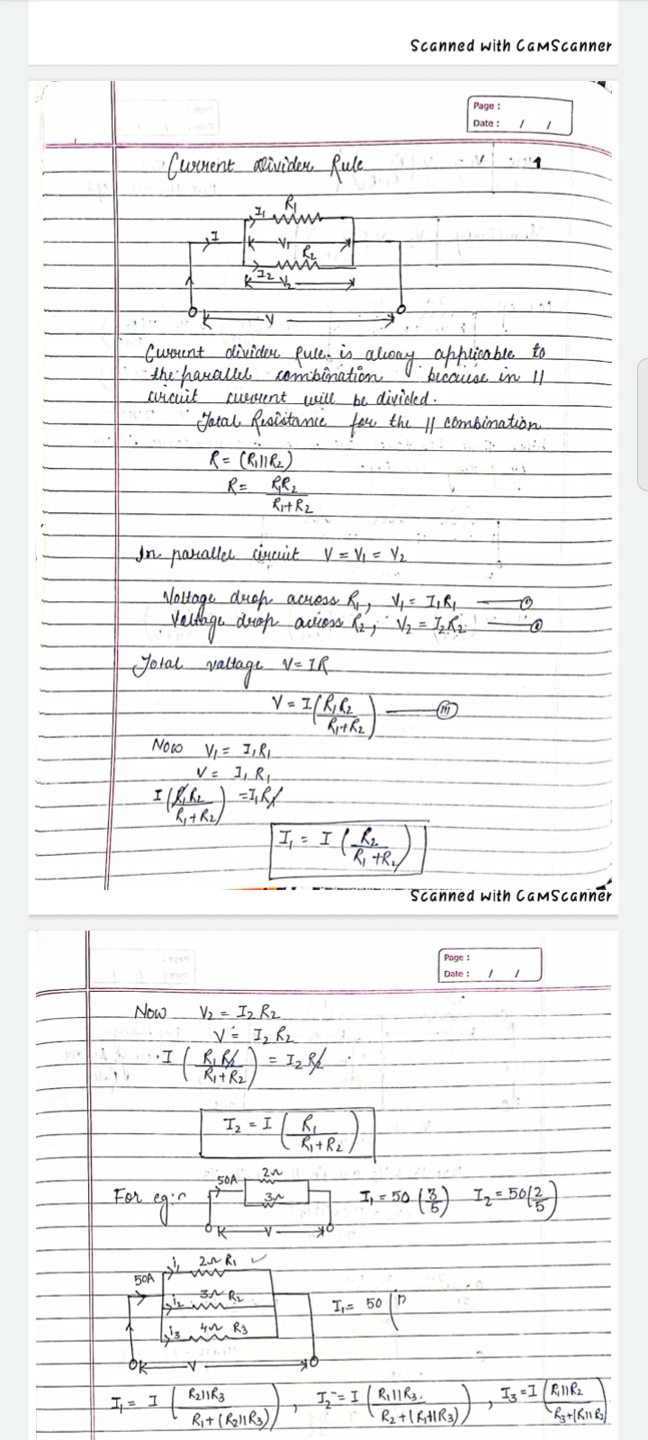 Scanned with CamScanner
Page :
Date : / /
Current divider Rule
1
I1 R1
I V1
R2
I2 V2
V
Current divider Rule is alway applicable to
the parallel combination because in ||
circuit current will be divided.
Total Resistance for the || combination
R = (R1||R2)
R = R1R2
R1+R2
In parallel circuit V = V1 = V2
Voltage drop across R1, V1 = I1R1
Voltage drop across R2, V2 = I2R2
Total voltage V = IR
V = I(R1R2
R1+R2) (III)
Now V1 = I1R1
V = I1R1
I (R1R2
R1+R2) = I1R1
I1 = I (R2
R1+R2)
Scanned with CamScanner
Page :
Date : / /
Now V2 = I2R2
V = I2R2
I (R1R2
R1+R2) = I2R2
I2 = I (R1
R1+R2)
50A 2Ω
For eg:- 3Ω I1 = 50 (3/5) I2 = 50(2/5)
V
i1 2Ω R1 ✓
50A
i2 3Ω R2 I1 = 50 (
i3 4Ω R3
V
I1 = I (R2||R3
R1+(R2||R3)) , I2 = I (R1||R3
R2+(R1||R3)) , I3 = I (R1||R2
R3+(R1||R2)